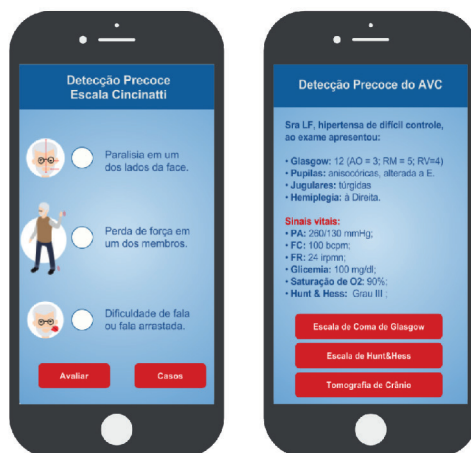 Detecção Precoce
Escala Cincinatti
Paralisia em um
dos lados da face.
Perda de força em
um dos membros.
Dificuldade de fala
ou fala arrastada.
Avaliar
Casos
Detecção Precoce do AVC
Sra LF, hipertensa de difícil controle,
ao exame apresentou:
• Glasgow: 12 (AO = 3; RM = 5; RV=4)
• Pupilas: anisocóricas, alterada a E.
• Jugulares: túrgidas
• Hemiplegia: à Direita.
Sinais vitais:
• PA: 260/130 mmHg;
• FC: 100 bcpm;
• FR: 24 irpmn;
• Glicemia: 100 mg/dl;
• Saturação de O2: 90%;
• Hunt & Hess: Grau III ;
Escala de Coma de Glasgow
Escala de Hunt&Hess
Tomografia de Crânio